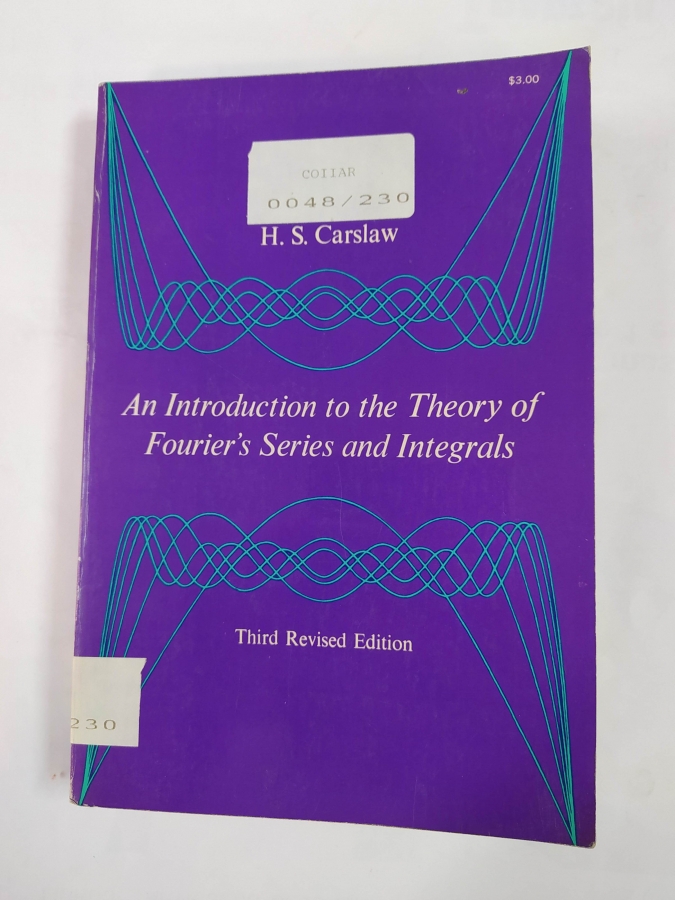 $3.00
COIIAR
0048/230
H. S. Carslaw
An Introduction to the Theory of
Fourier's Series and Integrals
Third Revised Edition
230